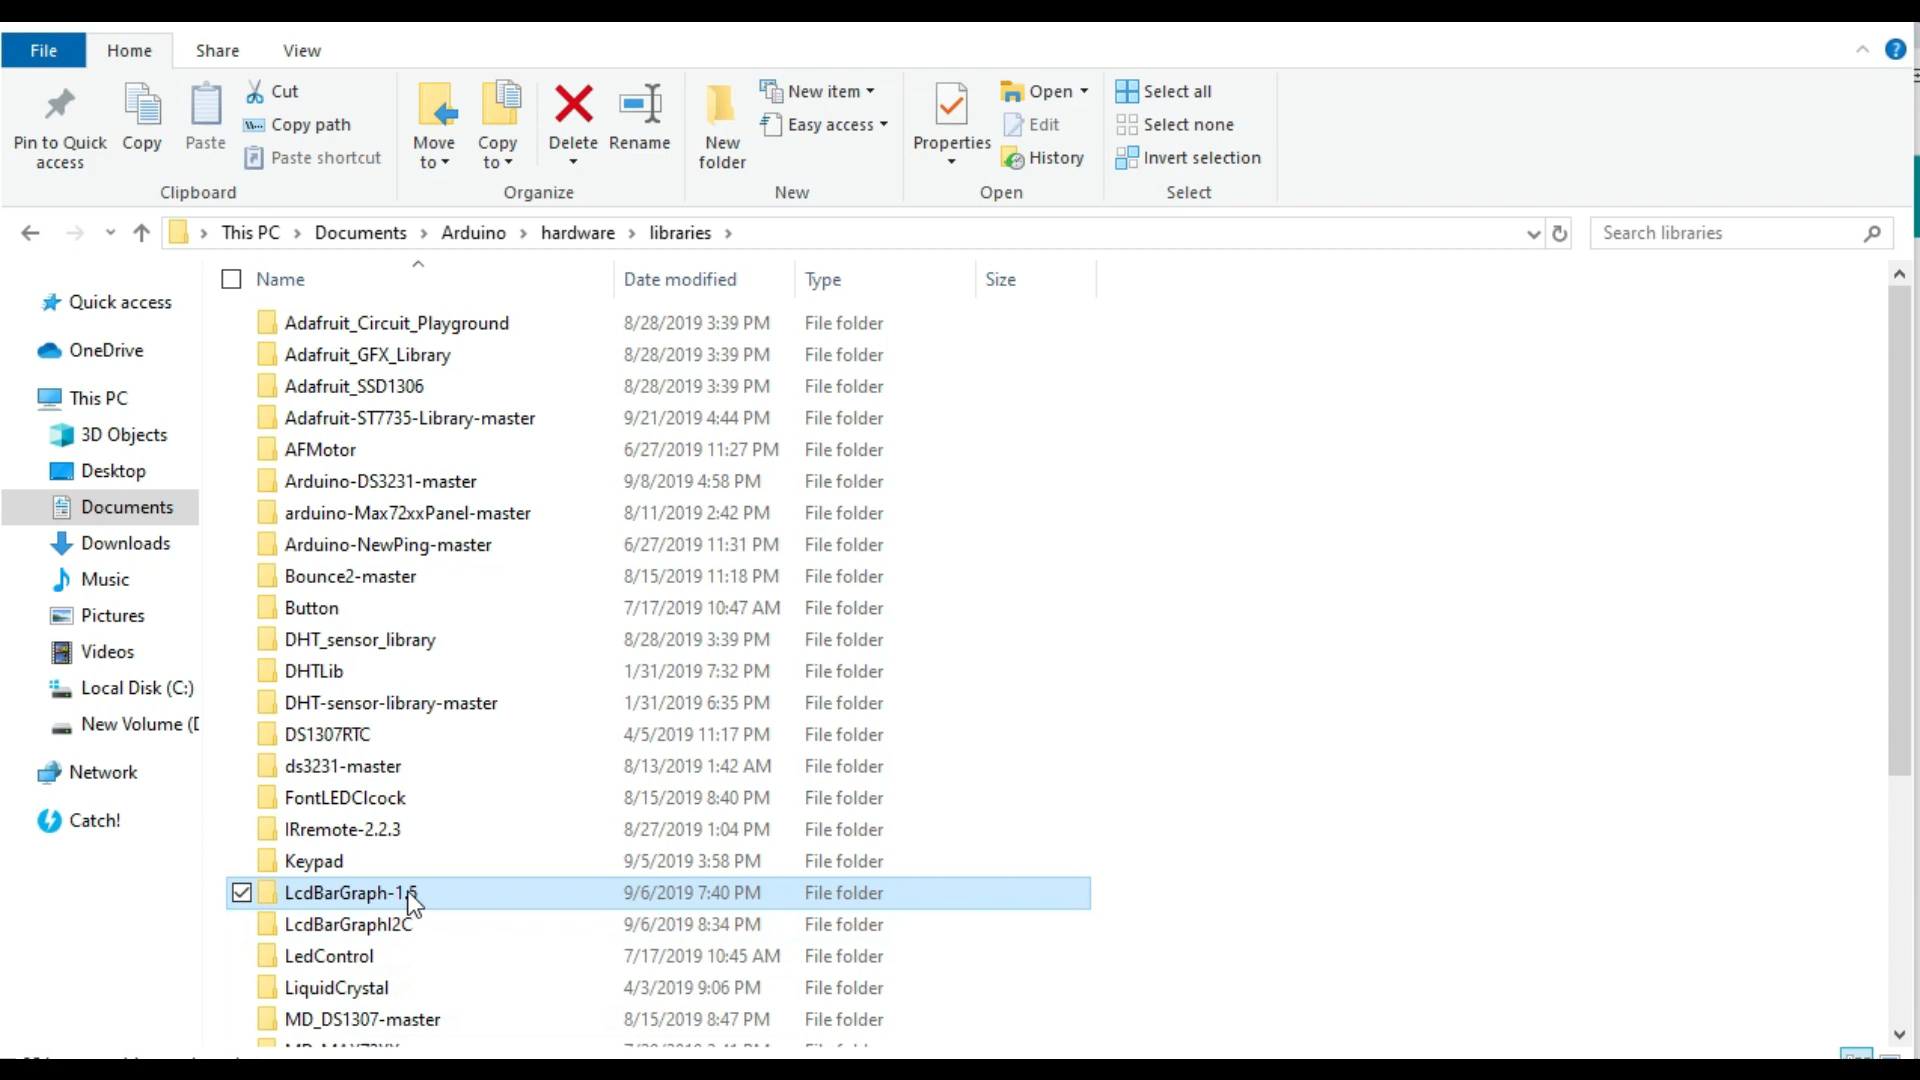 File Home Share View
Pin to Quick access
Copy
Paste
Cut
Copy path
Paste shortcut
Clipboard
Move to
Copy to
Delete
Rename
Organize
New folder
New item
Easy access
New
Properties
Open
Edit
History
Open
Select all
Select none
Invert selection
Select
This PC > Documents > Arduino > hardware > libraries >
Search libraries
Quick access
OneDrive
This PC
3D Objects
Desktop
Documents
Downloads
Music
Pictures
Videos
Local Disk (C:)
New Volume (
Network
Catch!
Name Date modified Type Size
Adafruit_Circuit_Playground 8/28/2019 3:39 PM File folder
Adafruit_GFX_Library 8/28/2019 3:39 PM File folder
Adafruit_SSD1306 8/28/2019 3:39 PM File folder
Adafruit-ST7735-Library-master 9/21/2019 4:44 PM File folder
AFMotor 6/27/2019 11:27 PM File folder
Arduino-DS3231-master 9/8/2019 4:58 PM File folder
arduino-Max72xxPanel-master 8/11/2019 2:42 PM File folder
Arduino-NewPing-master 6/27/2019 11:31 PM File folder
Bounce2-master 8/15/2019 11:18 PM File folder
Button 7/17/2019 10:47 AM File folder
DHT_sensor_library 8/28/2019 3:39 PM File folder
DHTLib 1/31/2019 7:32 PM File folder
DHT-sensor-library-master 1/31/2019 6:35 PM File folder
DS1307RTC 4/5/2019 11:17 PM File folder
ds3231-master 8/13/2019 1:42 AM File folder
FontLEDClcock 8/15/2019 8:40 PM File folder
IRremote-2.2.3 8/27/2019 1:04 PM File folder
Keypad 9/5/2019 3:58 PM File folder
LcdBarGraph-1.5 9/6/2019 7:40 PM File folder
LcdBarGraphI2C 9/6/2019 8:34 PM File folder
LedControl 7/17/2019 10:45 AM File folder
LiquidCrystal 4/3/2019 9:06 PM File folder
MD_DS1307-master 8/15/2019 8:47 PM File folder